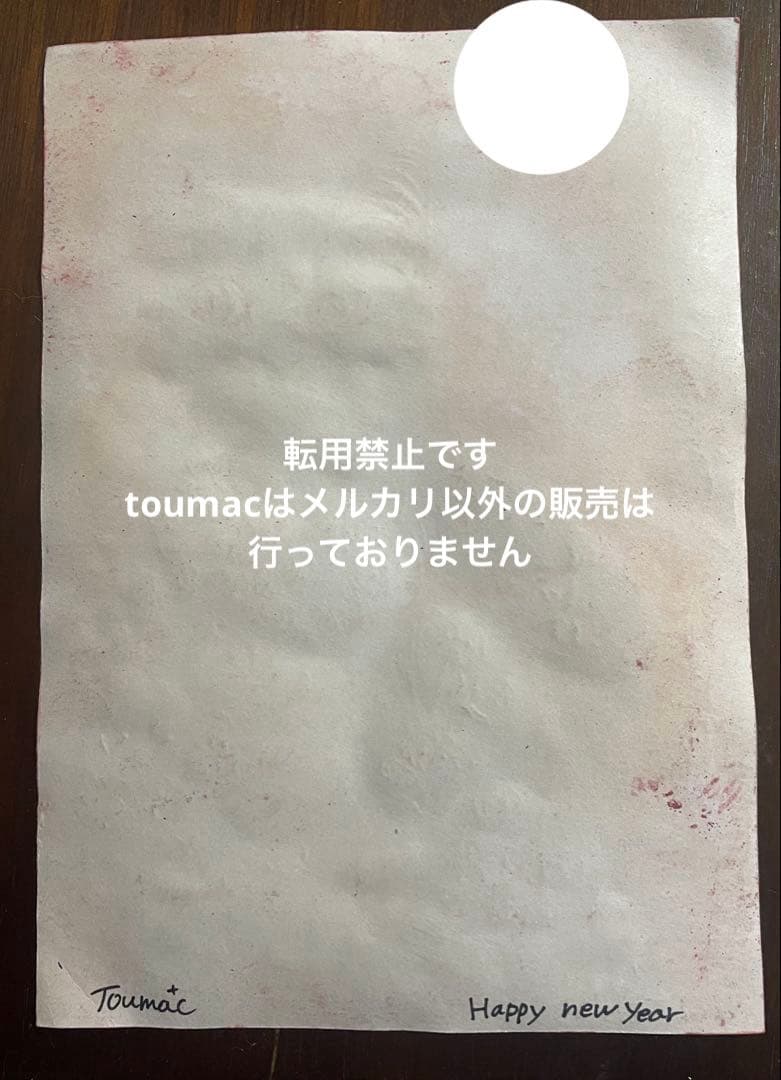 転用禁止です
toumacはメルカリ以外の販売は
行っておりません
Toumac
Happy new Year